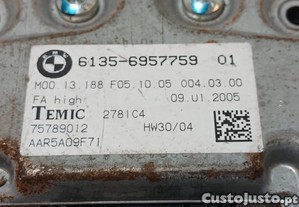 6135-6957759 01
M00 13.188 F05.10.05 004.03.00
FA high 09.01.2005
TEMIC 2781C4
75789012 HW30/04
AAR5A09F71
CustoJusto.pt